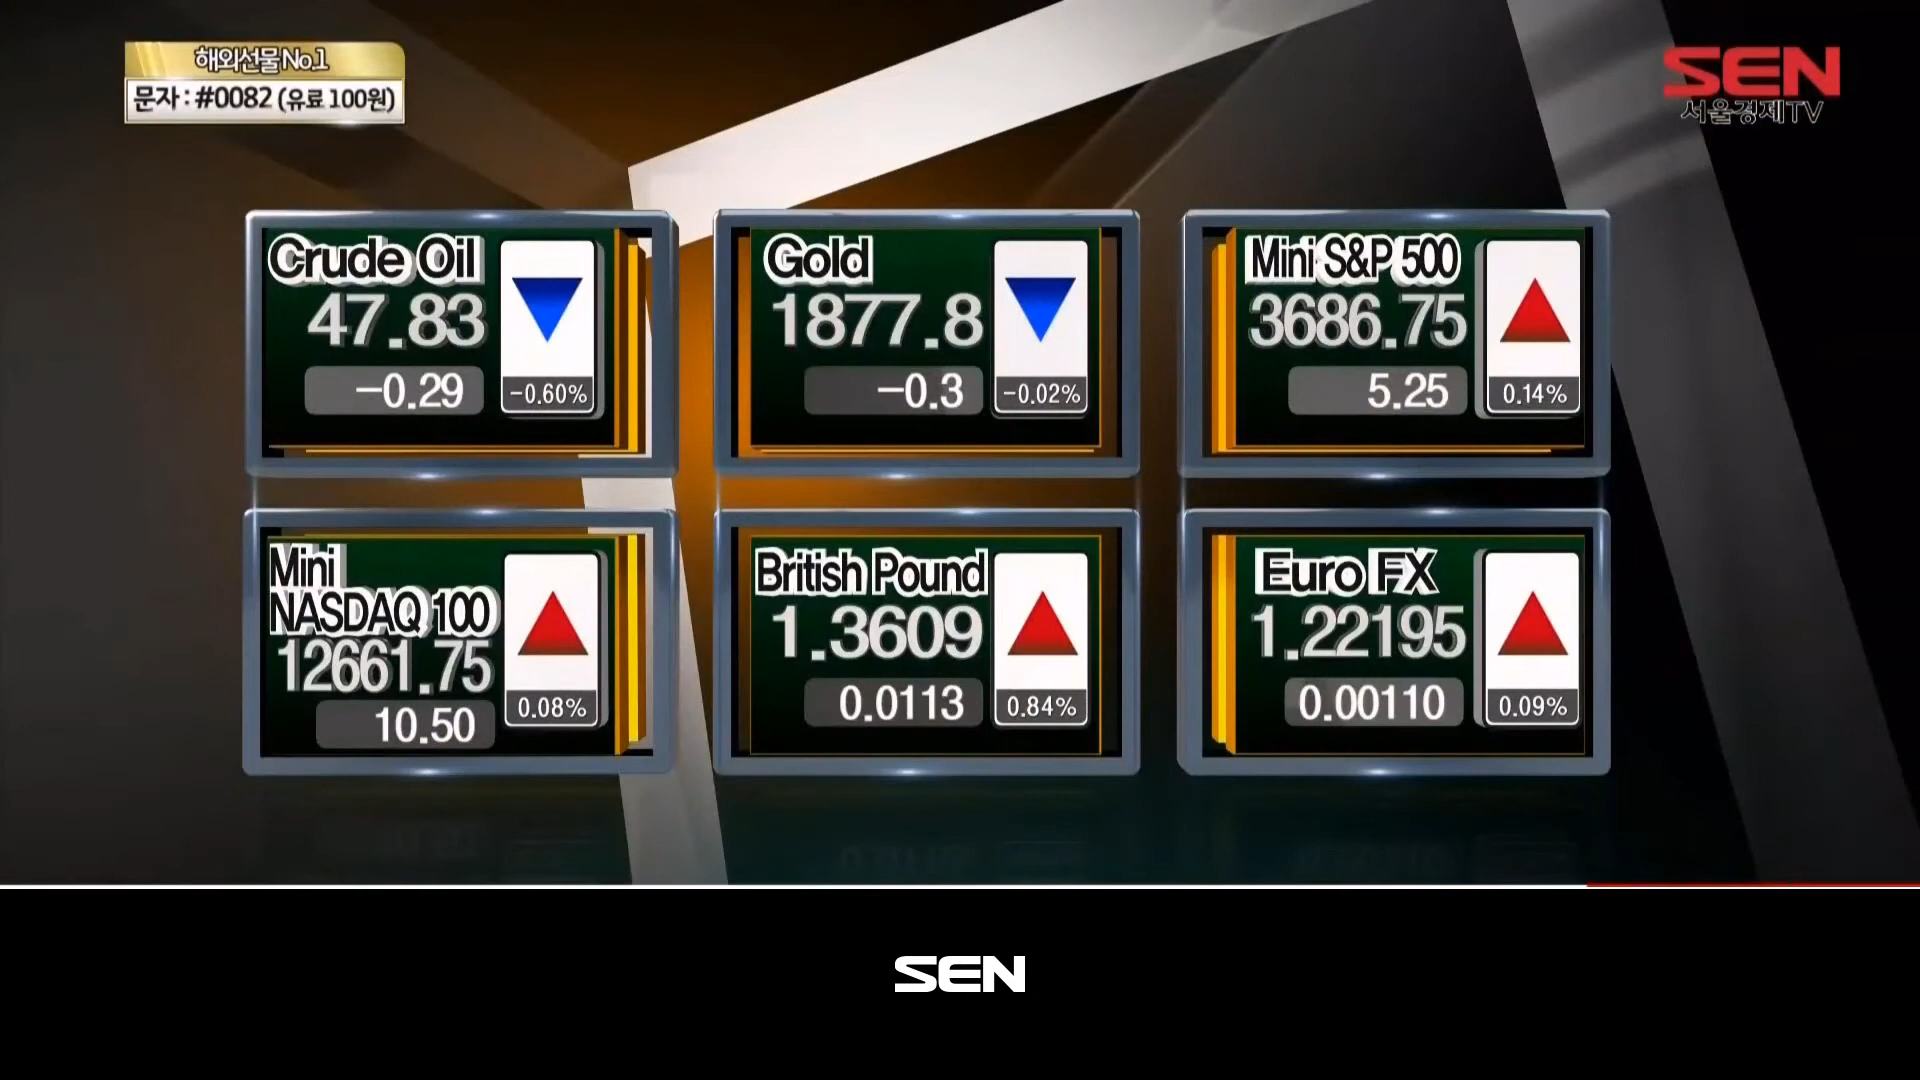 해외선물No.1
문자 : #0082 (유료 100원)
SEN
서울경제TV
Crude Oil
47.83
-0.29
-0.60%
Gold
1877.8
-0.3
-0.02%
Mini S&P 500
3686.75
5.25
0.14%
Mini
NASDAQ 100
12661.75
10.50
0.08%
British Pound
1.3609
0.0113
0.84%
Euro FX
1.22195
0.00110
0.09%
SEN